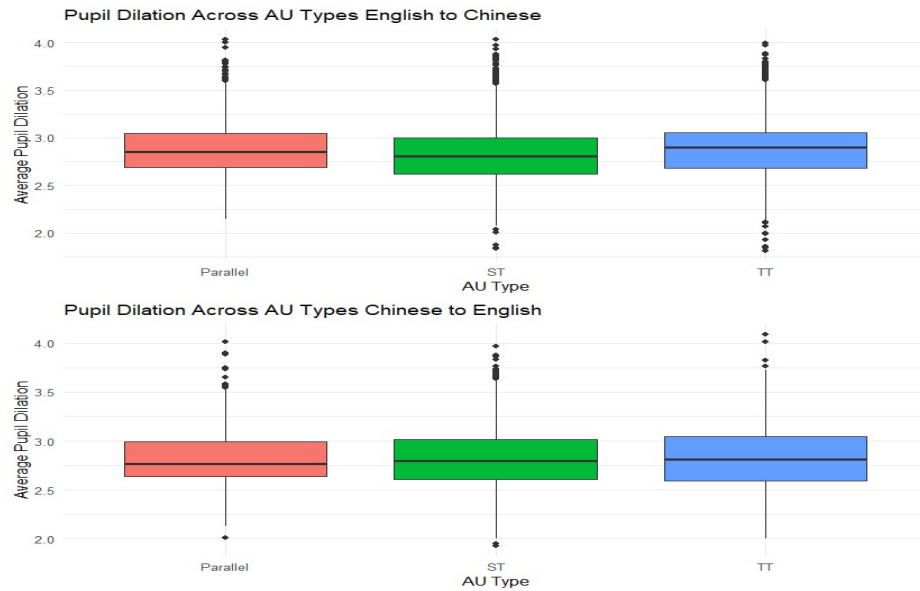 Pupil Dilation Across AU Types English to Chinese
Average Pupil Dilation
4.0
3.5
3.0
2.5
2.0
Parallel ST TT
AU Type
Pupil Dilation Across AU Types Chinese to English
Average Pupil Dilation
4.0
3.5
3.0
2.5
2.0
Parallel ST TT
AU Type